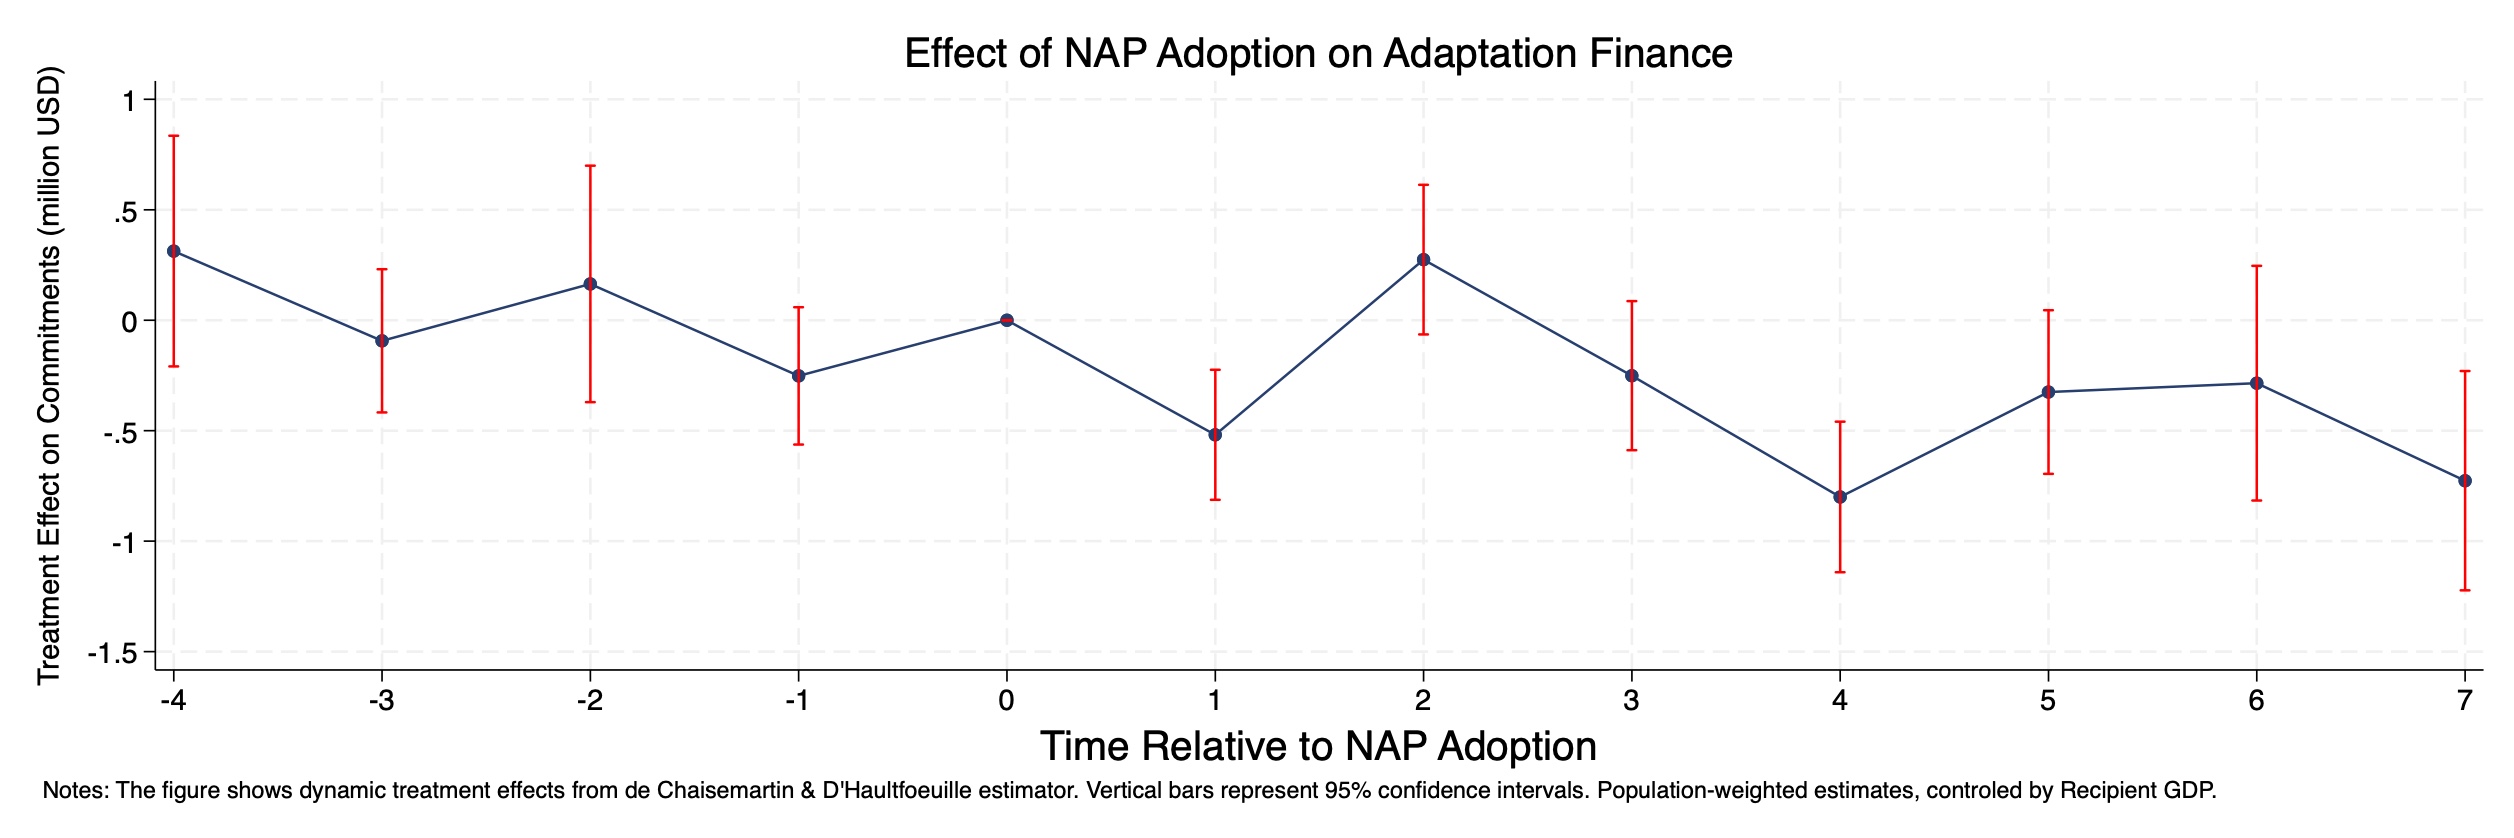 Effect of NAP Adoption on Adaptation Finance
Treatment Effect on Commitments (million USD)
1
.5
0
-.5
-1
-1.5
-4 -3 -2 -1 0 1 2 3 4 5 6 7
Time Relative to NAP Adoption
Notes: The figure shows dynamic treatment effects from de Chaisemartin & D'Haultfoeuille estimator. Vertical bars represent 95% confidence intervals. Population-weighted estimates, controled by Recipient GDP.